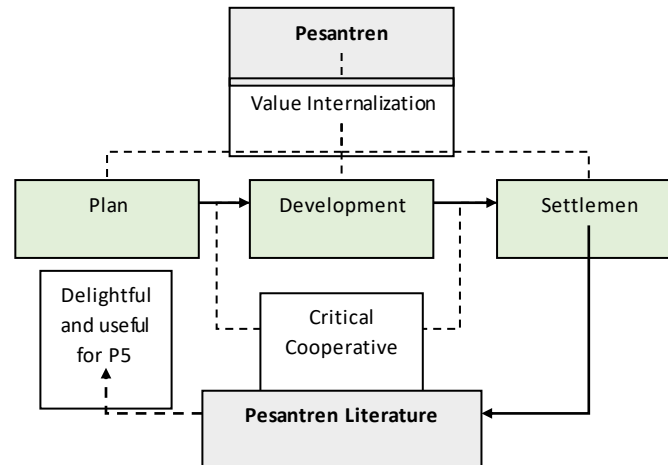 Pesantren
Value Internalization
Plan
Development
Settlemen
Delightful
and useful
for P5
Critical
Cooperative
Pesantren Literature